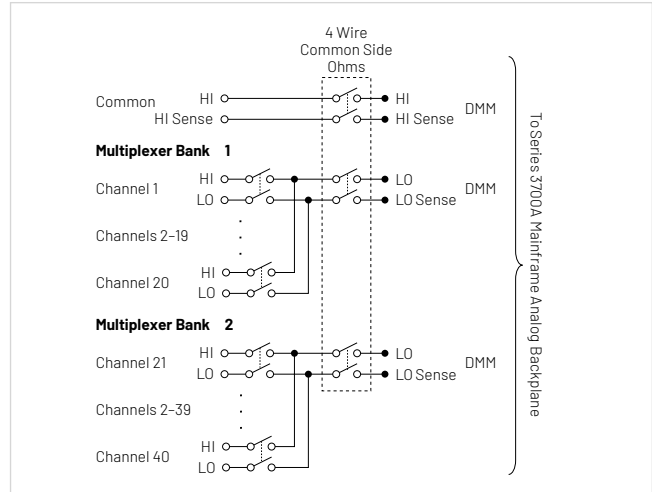 4 Wire
Common Side
Ohms
Common HI HI DMM
HI Sense HI Sense
Multiplexer Bank 1
Channel 1 HI LO DMM
LO LO Sense
Channels 2–19
Channel 20 HI
LO
Multiplexer Bank 2
Channel 21 HI LO DMM
LO LO Sense
Channels 2–39
Channel 40 HI
LO
To Series 3700A Mainframe Analog Backplane